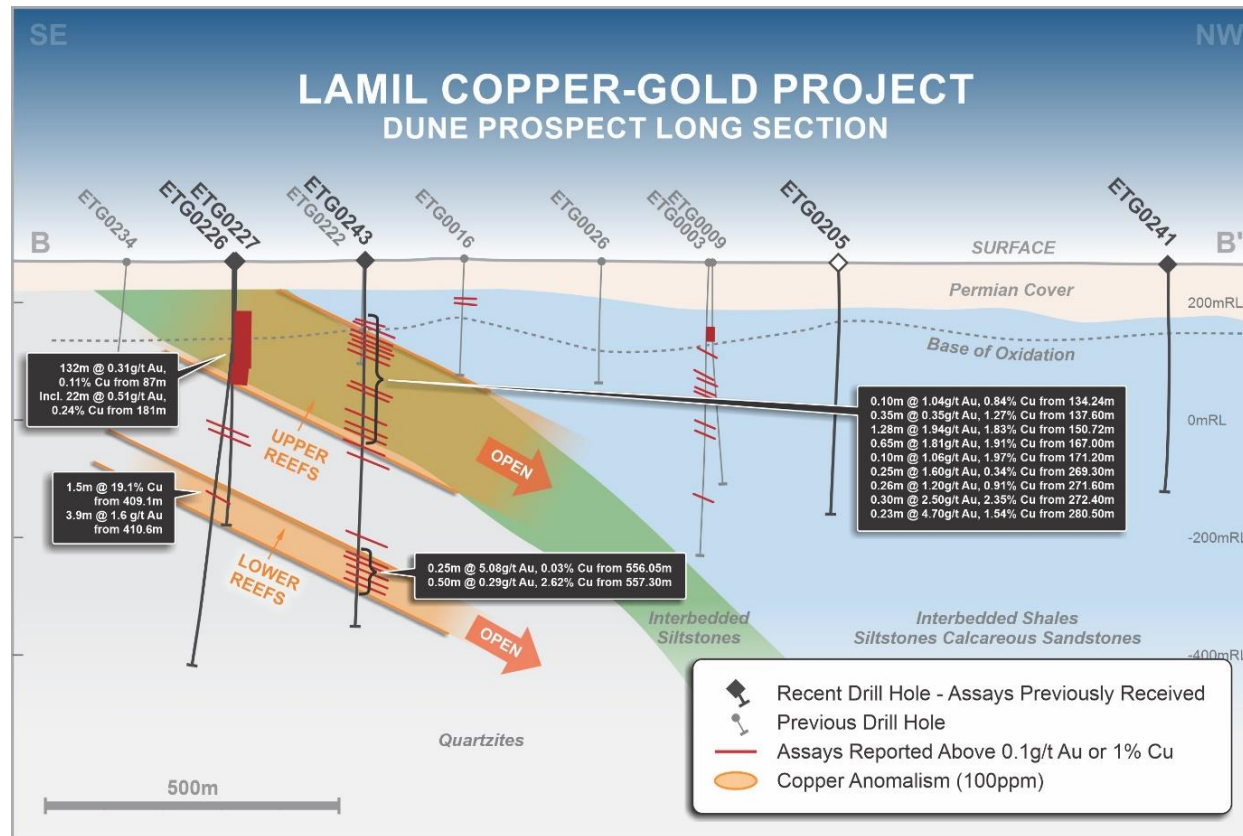 SE
NW
LAMIL COPPER-GOLD PROJECT
DUNE PROSPECT LONG SECTION
ETG0234
ETG0226
ETG0227
ETG0222
ETG0243
ETG0016
ETG0026
ETG0003
ETG0009
ETG0205
ETG0241
B
SURFACE
B'
Permian Cover
200mRL
Base of Oxidation
132m @ 0.31g/t Au,
0.11% Cu from 87m
Incl. 22m @ 0.51g/t Au,
0.24% Cu from 181m
0.10m @ 1.04g/t Au, 0.84% Cu from 134.24m
0.35m @ 0.35g/t Au, 1.27% Cu from 137.60m
1.28m @ 1.94g/t Au, 1.83% Cu from 150.72m
0.65m @ 1.81g/t Au, 1.91% Cu from 167.00m
0.10m @ 1.06g/t Au, 1.97% Cu from 171.20m
0.25m @ 1.60g/t Au, 0.34% Cu from 269.30m
0.26m @ 1.20g/t Au, 0.91% Cu from 271.60m
0.30m @ 2.50g/t Au, 2.35% Cu from 272.40m
0.23m @ 4.70g/t Au, 1.54% Cu from 280.50m
0mRL
UPPER
REEFS
OPEN
1.5m @ 19.1% Cu
from 409.1m
3.9m @ 1.6 g/t Au
from 410.6m
-200mRL
LOWER
REEFS
0.25m @ 5.08g/t Au, 0.03% Cu from 556.05m
0.50m @ 0.29g/t Au, 2.62% Cu from 557.30m
OPEN
Interbedded
Siltstones
Interbedded Shales
Siltstones Calcareous Sandstones
-400mRL
Quartzites
500m
Recent Drill Hole - Assays Previously Received
Previous Drill Hole
Assays Reported Above 0.1g/t Au or 1% Cu
Copper Anomalism (100ppm)